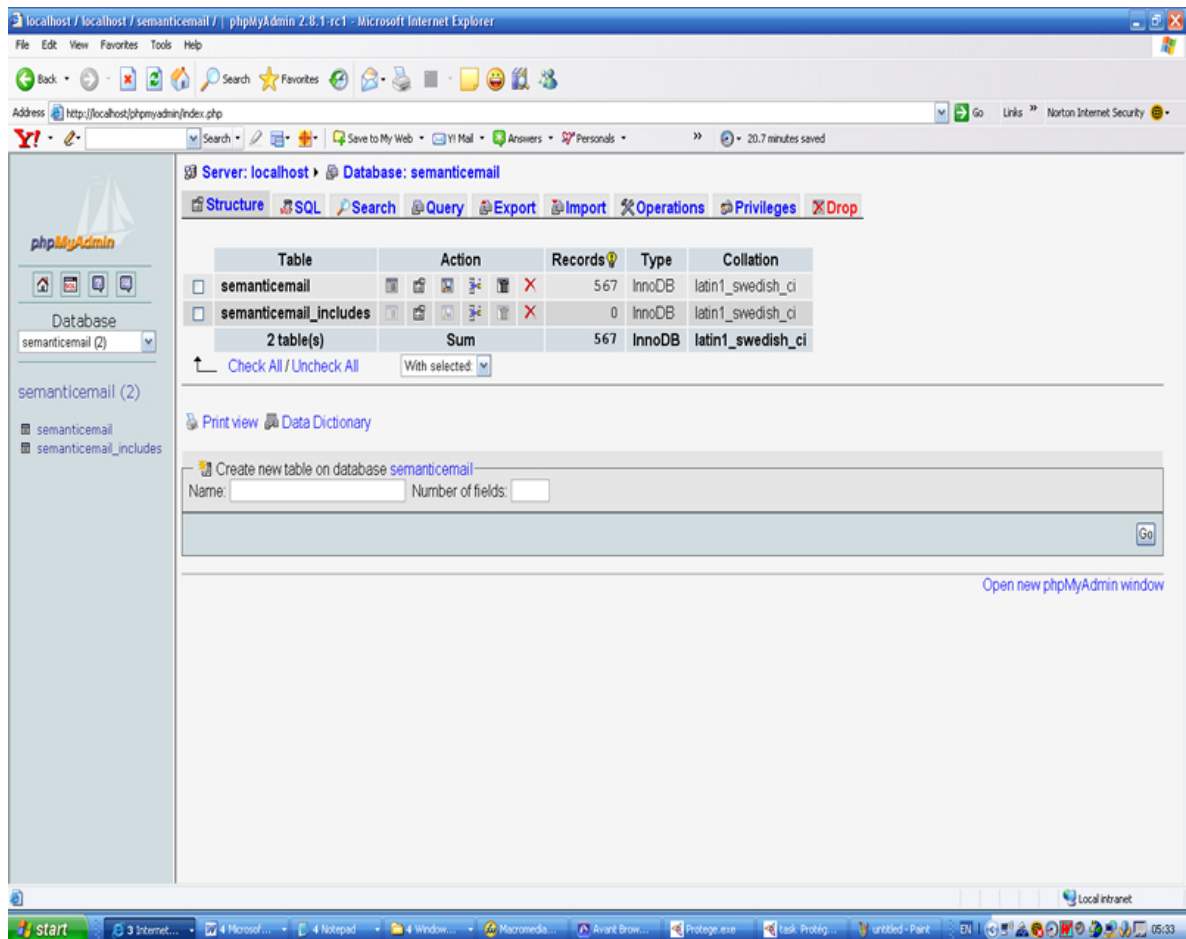 localhost / localhost / semanticemail / | phpMyAdmin 2.8.1-rc1 - Microsoft Internet Explorer
File Edit View Favorites Tools Help
Back Search Favorites
Address http://localhost/phpmyadmin/index.php Go Links » Norton Internet Security
Y! Search Save to My Web Y! Mail Answers Personals » 20.7 minutes saved
phpMyAdmin
SQL
Database
semanticemail (2)
semanticemail (2)
semanticemail
semanticemail_includes
Server: localhost Database: semanticemail
Structure SQL Search Query Export Import Operations Privileges Drop
Table Action Records Type Collation
semanticemail 567 InnoDB latin1_swedish_ci
semanticemail_includes 0 InnoDB latin1_swedish_ci
2 table(s) Sum 567 InnoDB latin1_swedish_ci
Check All / Uncheck All With selected:
Print view Data Dictionary
Create new table on database semanticemail
Name: Number of fields:
Go
Open new phpMyAdmin window
Local intranet
start 3 Internet... 4 Microsof... 4 Notepad 4 Window... Macromedia... Avant Brow... Protege.exe task Protég... untitled - Paint EN 05:33